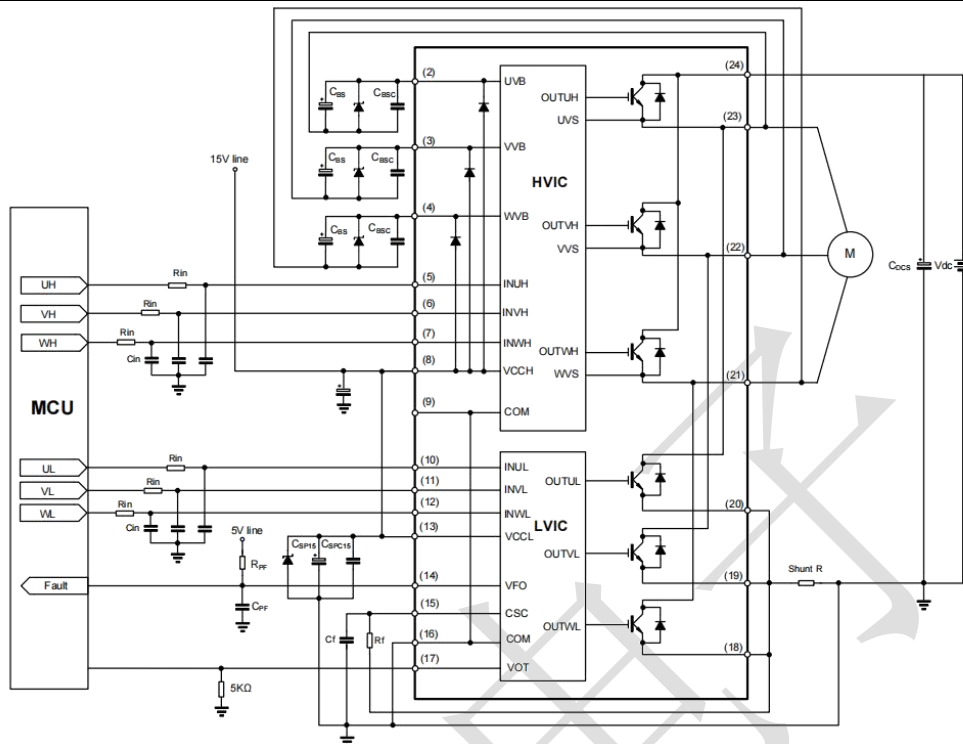 (2)
UVB
CBS
CBSC
OUTUH
UVS
(24)
(23)
(3)
VVB
15V line
CBS
CBSC
HVIC
(4)
WVB
CBS
CBSC
OUTVH
VVS
(22)
M
CDCS
Vdc
UH
Rin
(5)
INUH
VH
Rin
(6)
INVH
WH
Rin
(7)
INWH
Cin
OUTWH
WVS
(8)
VCCH
(21)
MCU
(9)
COM
UL
Rin
(10)
INUL
VL
Rin
(11)
INVL
WL
Rin
(12)
INWL
Cin
OUTUL
(20)
5V line
RPF
CSP15
CSPC15
(13)
VCCL
LVIC
OUTVL
(19)
Shunt R
Fault
(14)
VFO
CPF
(15)
CSC
Cf
Rf
(16)
COM
OUTWL
(18)
(17)
VOT
5KΩ